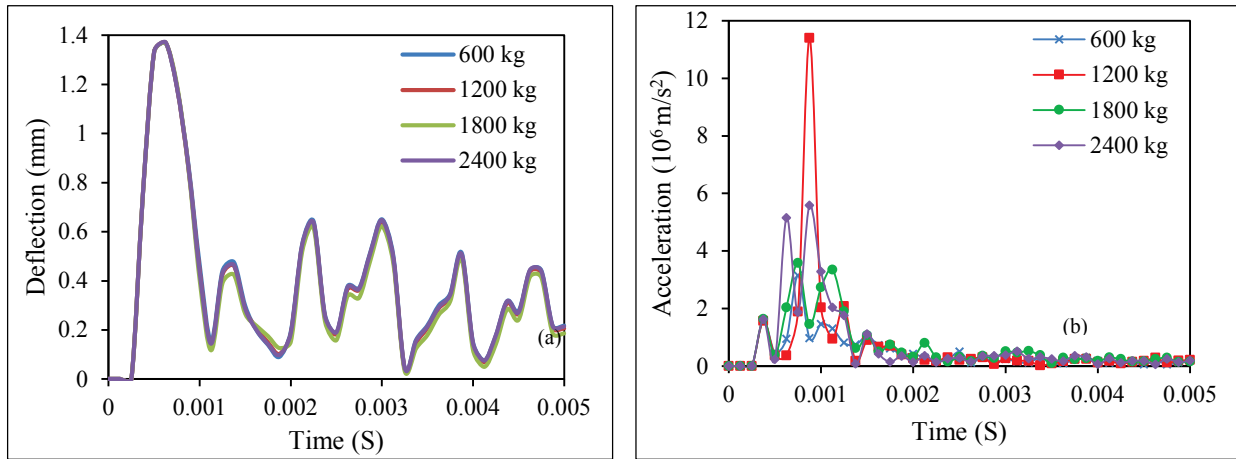 1.4
1.2
1
0.8
0.6
0.4
0.2
0
Deflection (mm)
600 kg
1200 kg
1800 kg
2400 kg
(a)
0 0.001 0.002 0.003 0.004 0.005
Time (S)
12
10
8
6
4
2
0
Acceleration (10⁶ m/s²)
600 kg
1200 kg
1800 kg
2400 kg
(b)
0 0.001 0.002 0.003 0.004 0.005
Time (S)